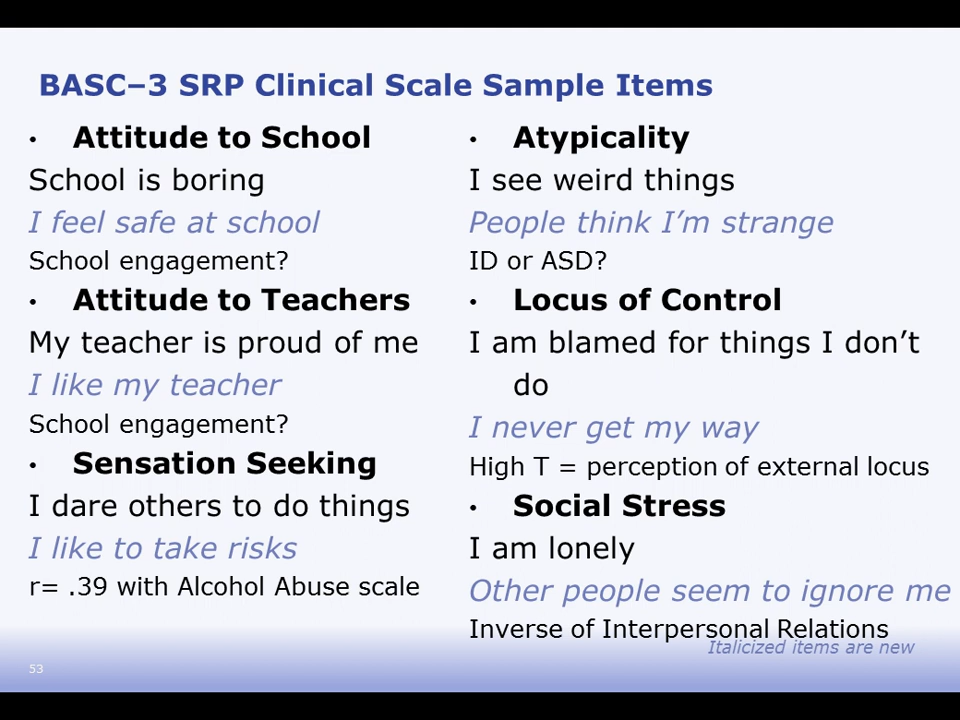 BASC–3 SRP Clinical Scale Sample Items
• Attitude to School
School is boring
I feel safe at school
School engagement?
• Attitude to Teachers
My teacher is proud of me
I like my teacher
School engagement?
• Sensation Seeking
I dare others to do things
I like to take risks
r= .39 with Alcohol Abuse scale
• Atypicality
I see weird things
People think I’m strange
ID or ASD?
• Locus of Control
I am blamed for things I don’t
do
I never get my way
High T = perception of external locus
• Social Stress
I am lonely
Other people seem to ignore me
Inverse of Interpersonal Relations
Italicized items are new
53